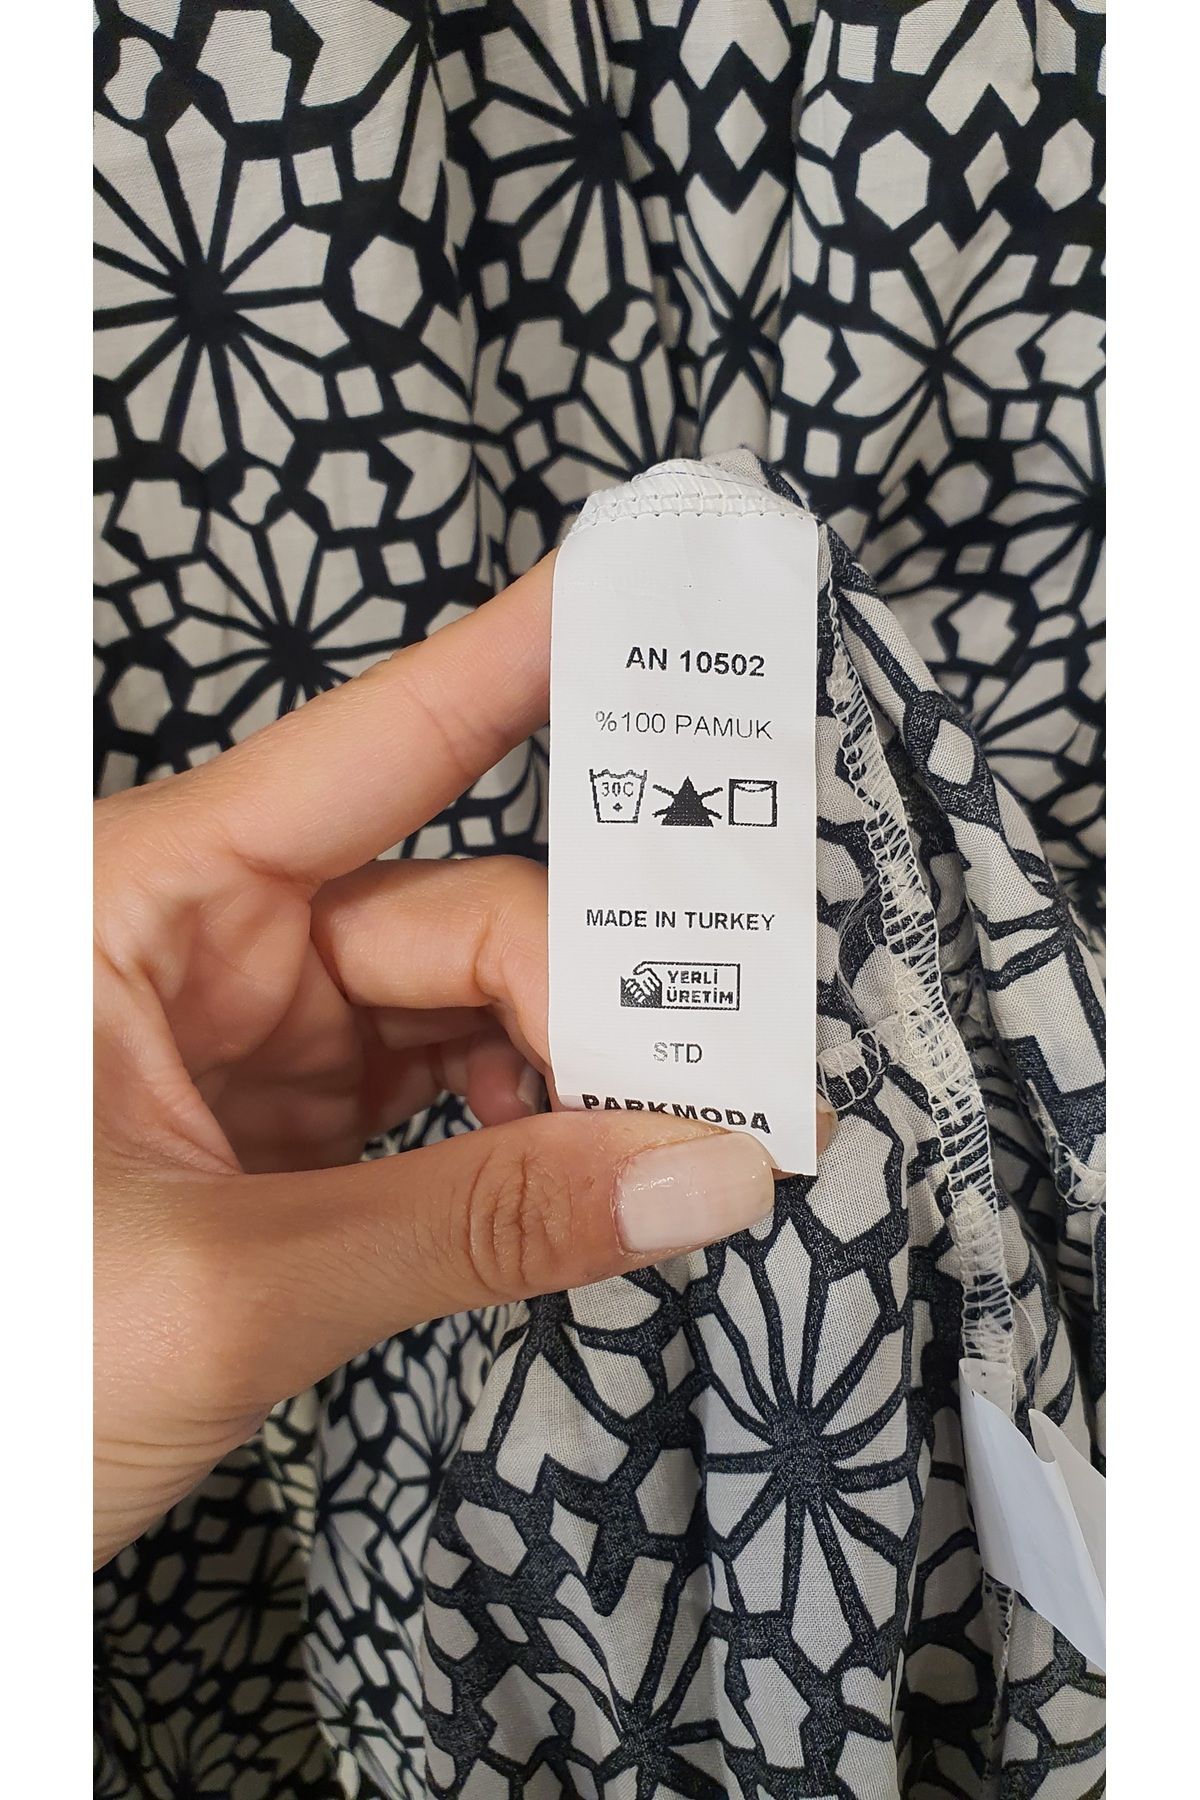 AN 10502
%100 PAMUK
30C
MADE IN TURKEY
YERLİ
ÜRETİM
STD
PARKMODA